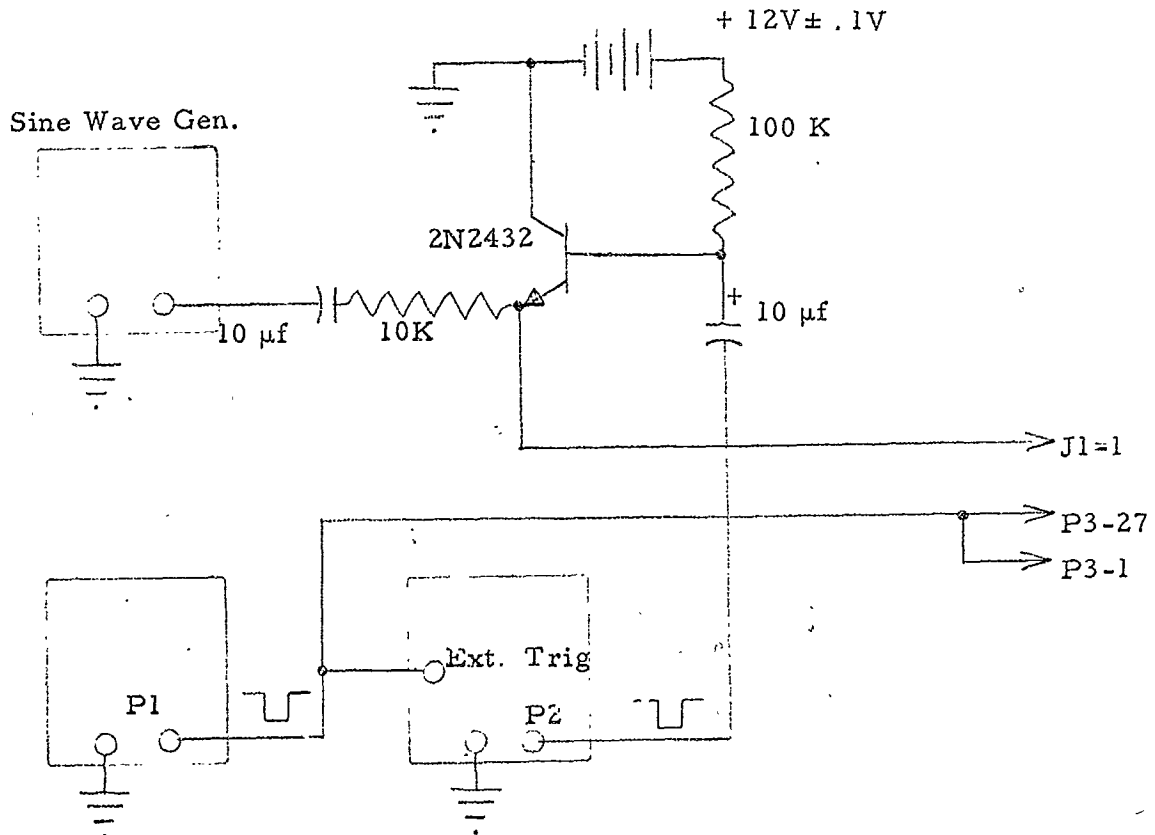 + 12V ± .1V
Sine Wave Gen.
100 K
2N2432
+
10 µf
10K
10 µf
J1=1
P3-27
P3-1
Ext. Trig
P1
P2